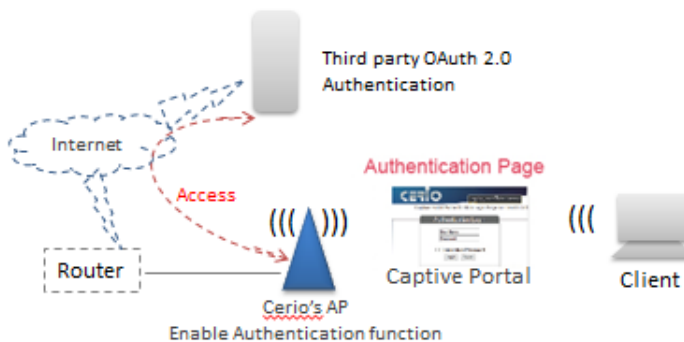 Third party OAuth 2.0
Authentication
Internet
Authentication Page
Access
CERIO
(((
)))
(((
Router
Captive Portal
Client
Cerio's AP
Enable Authentication function